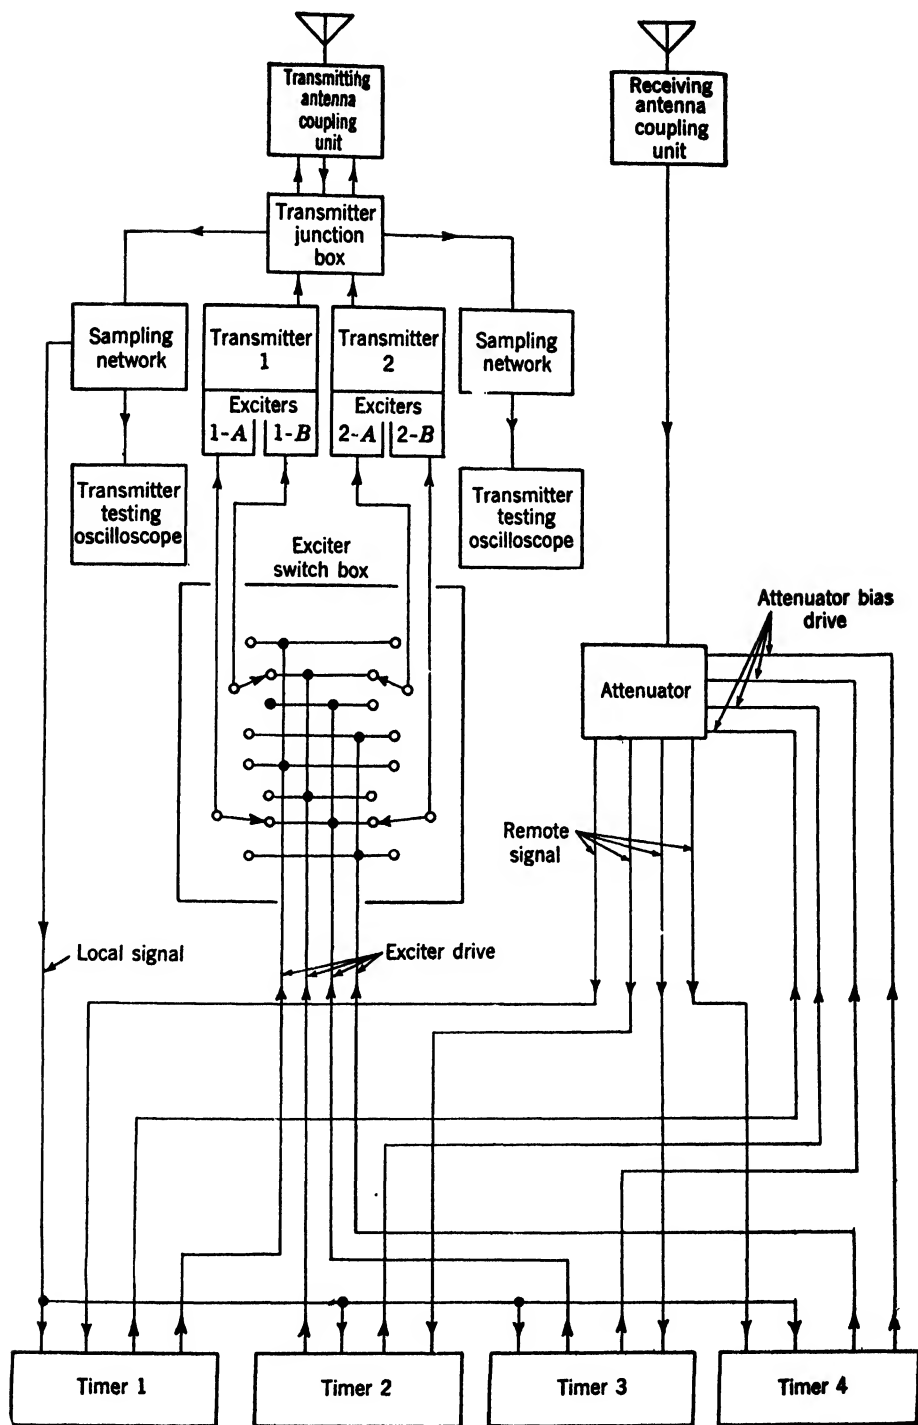 Transmitting
antenna
coupling
unit
Receiving
antenna
coupling
unit
Transmitter
junction
box
Sampling
network
Transmitter
1
Transmitter
2
Sampling
network
Exciters
1-A
1-B
Exciters
2-A
2-B
Transmitter
testing
oscilloscope
Transmitter
testing
oscilloscope
Exciter
switch box
Attenuator bias
drive
Attenuator
Remote
signal
Local signal
Exciter drive
Timer 1
Timer 2
Timer 3
Timer 4